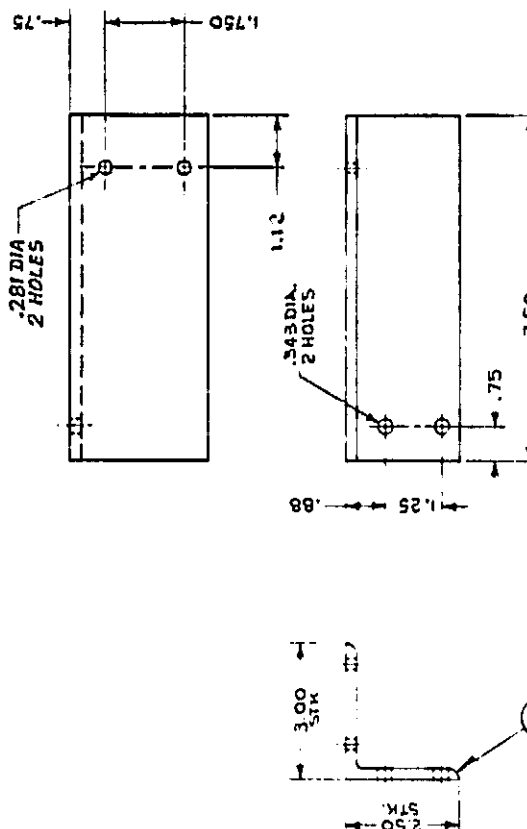 .75
1.750
.281 DIA
2 HOLES
1.12
.343 DIA.
2 HOLES
.75
.88
1.25
3.00
STK
2.50
STK.